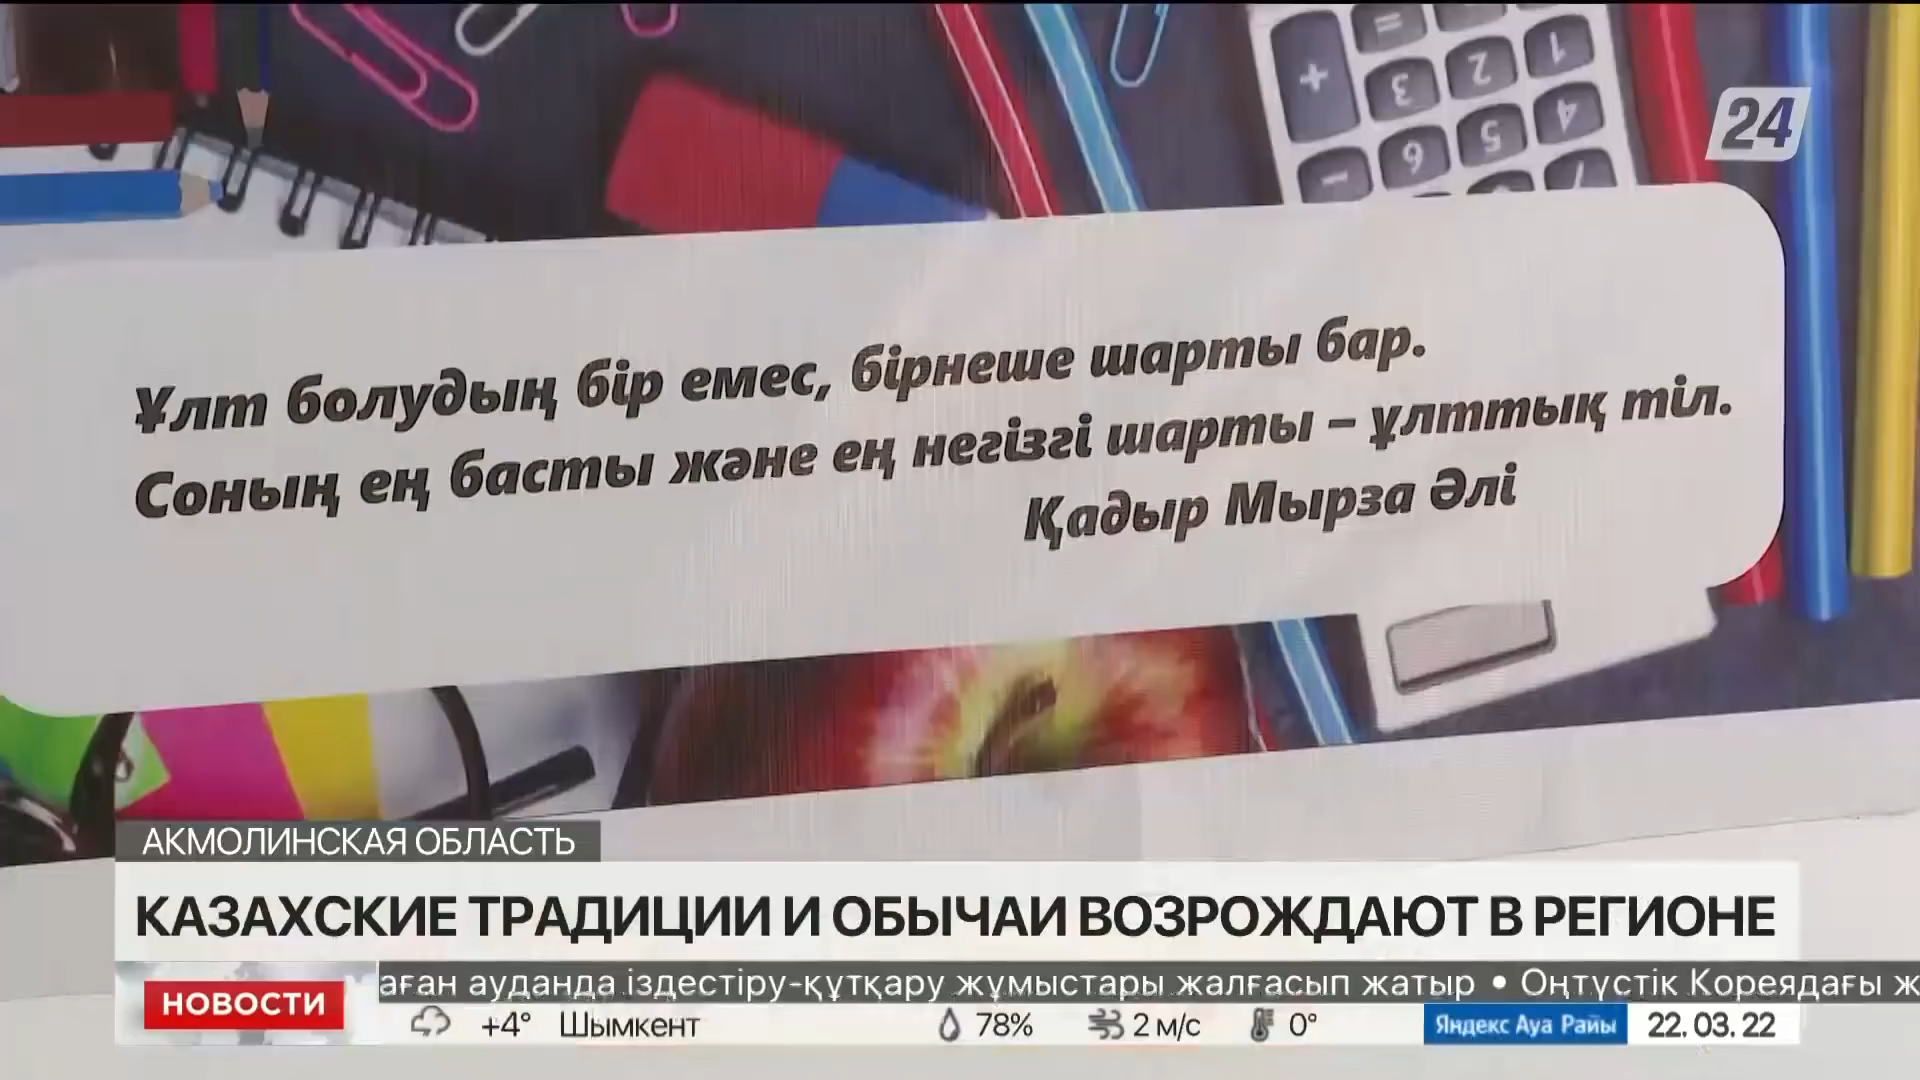 24
Ұлт болудың бір емес, бірнеше шарты бар.
Соның ең басты және ең негізгі шарты – ұлттық тіл.
Қадыр Мырза Әлі
АКМОЛИНСКАЯ ОБЛАСТЬ
КАЗАХСКИЕ ТРАДИЦИИ И ОБЫЧАИ ВОЗРОЖДАЮТ В РЕГИОНЕ
НОВОСТИ
ауданда іздестіру-құтқару жұмыстары жалғасып жатыр • Оңтүстік Кореядағы
+4° Шымкент 78% 2 м/с 0° Яндекс Ауа Райы 22. 03. 22